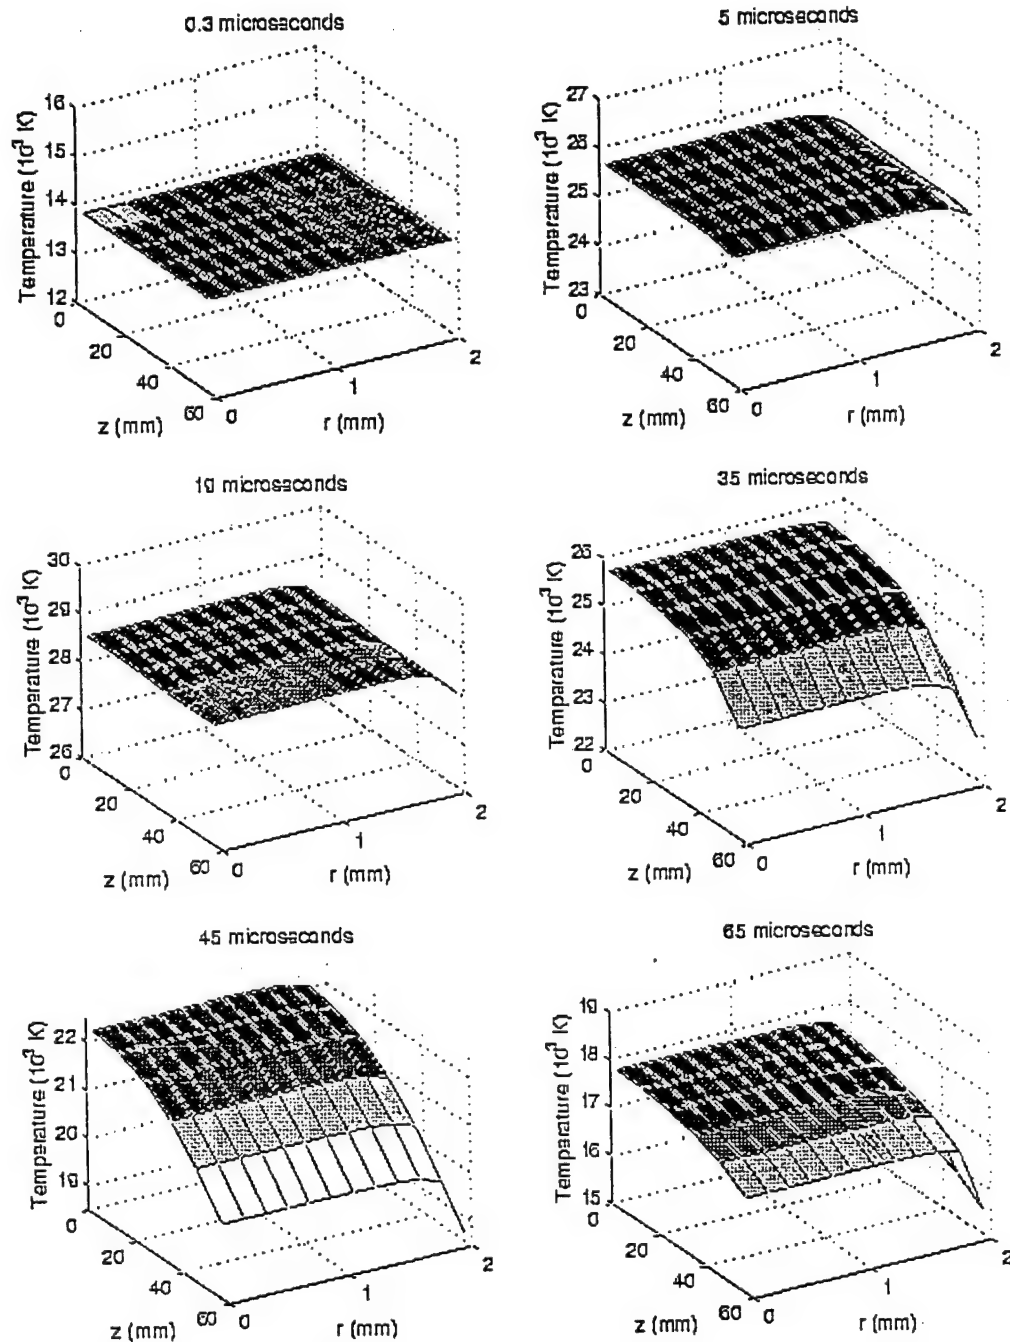 0.3 microseconds
Temperature (10³ K)
16
15
14
13
12
0
20
40
60
z (mm)
0
1
2
r (mm)
5 microseconds
Temperature (10³ K)
27
26
25
24
23
0
20
40
60
z (mm)
0
1
2
r (mm)
19 microseconds
Temperature (10³ K)
30
29
28
27
26
0
20
40
60
z (mm)
0
1
2
r (mm)
35 microseconds
Temperature (10³ K)
26
25
24
23
22
0
20
40
60
z (mm)
0
1
2
r (mm)
45 microseconds
Temperature (10³ K)
22
21
20
19
0
20
40
60
z (mm)
0
1
2
r (mm)
65 microseconds
Temperature (10³ K)
19
18
17
16
15
0
20
40
60
z (mm)
0
1
2
r (mm)